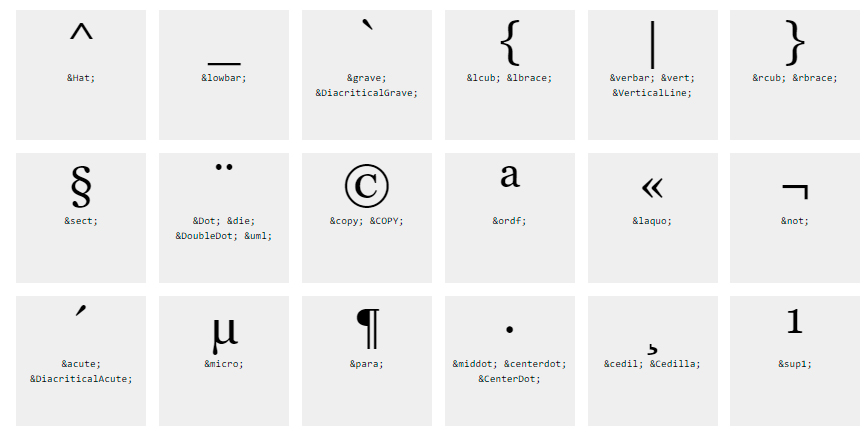 ^ _ ` { | }
&Hat; &lowbar; &grave; &lcub; &lbrace; &verbar; &vert; &rcub; &rbrace;
&DiacriticalGrave; &VerticalLine;
§ ¨ © ª « ¬
&sect; &Dot; &die; &copy; &COPY; &ordf; &laquo; &not;
&DoubleDot; &uml;
´ µ ¶ · ¸ ¹
&acute; &micro; &para; &middot; &centerdot; &cedil; &Cedilla; &sup1;
&DiacriticalAcute; &CenterDot;